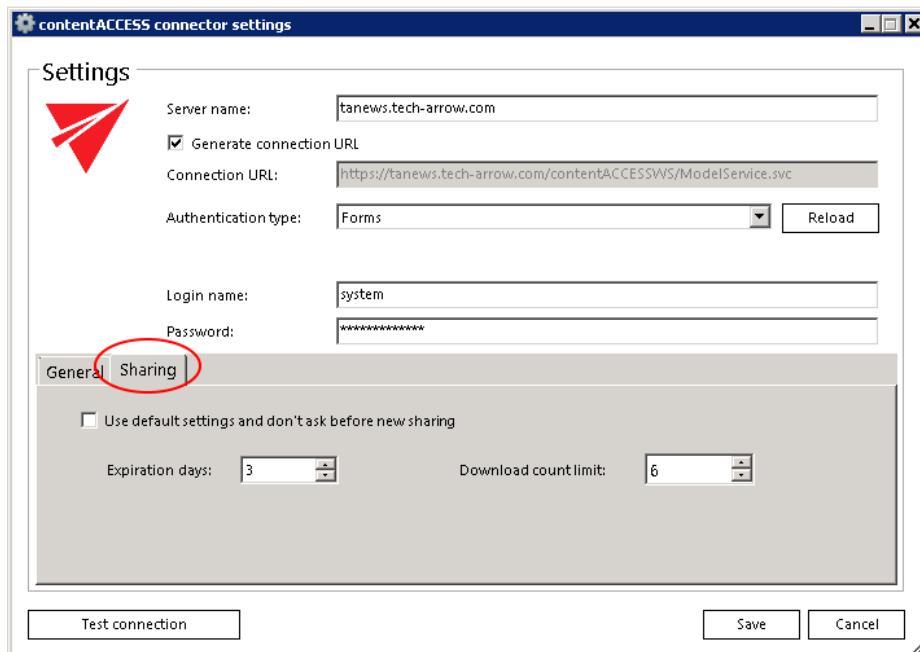 contentACCESS connector settings
Settings
Server name: tanews.tech-arrow.com
Generate connection URL
Connection URL: https://tanews.tech-arrow.com/contentACCESSWS/ModelService.svc
Authentication type: Forms Reload
Login name: system
Password: *************
General Sharing
Use default settings and don't ask before new sharing
Expiration days: 3 Download count limit: 6
Test connection Save Cancel